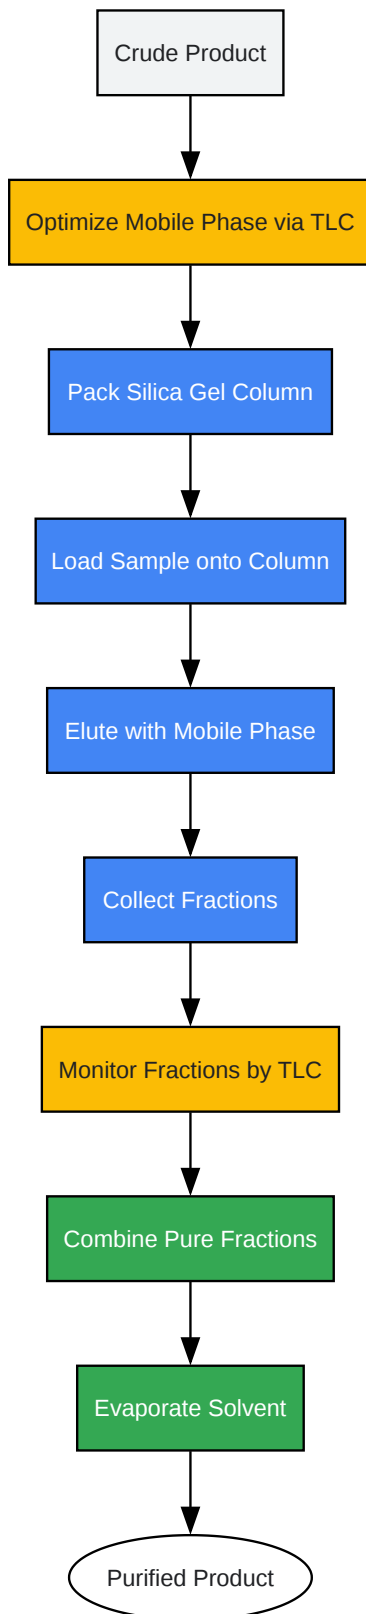 Crude Product
Optimize Mobile Phase via TLC
Pack Silica Gel Column
Load Sample onto Column
Elute with Mobile Phase
Collect Fractions
Monitor Fractions by TLC
Combine Pure Fractions
Evaporate Solvent
Purified Product